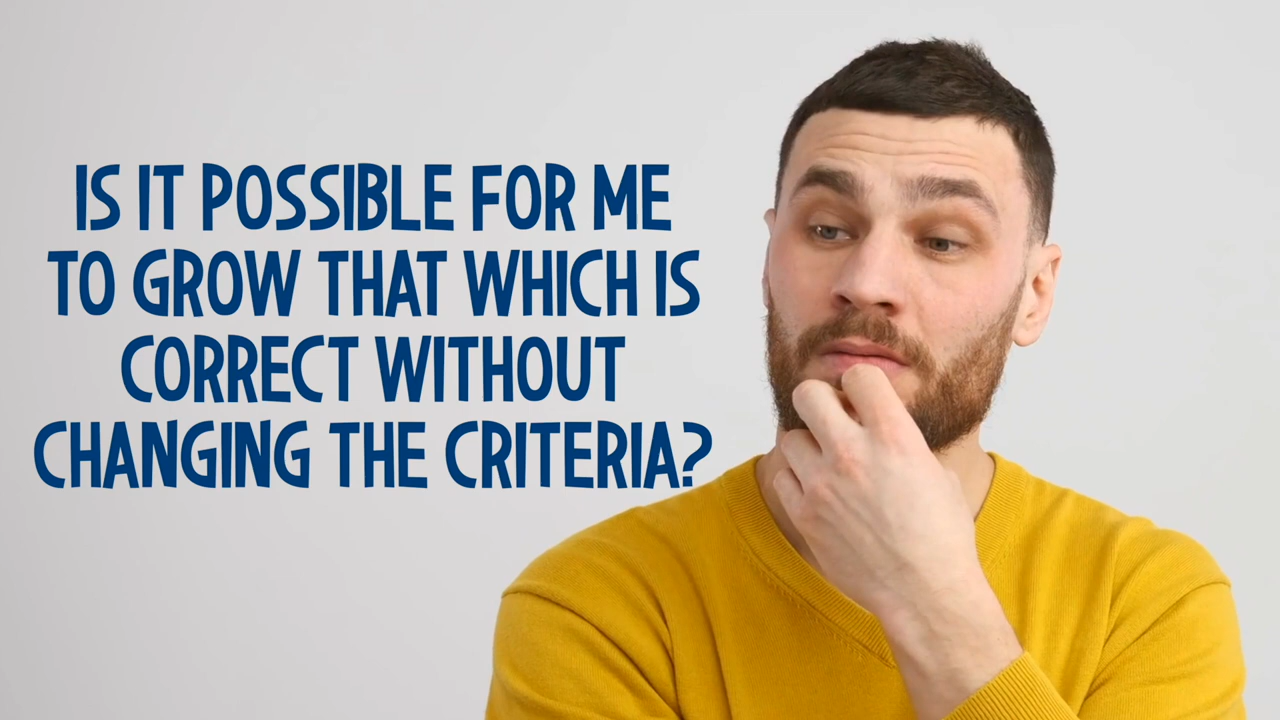 IS IT POSSIBLE FOR ME
TO GROW THAT WHICH IS
CORRECT WITHOUT
CHANGING THE CRITERIA?